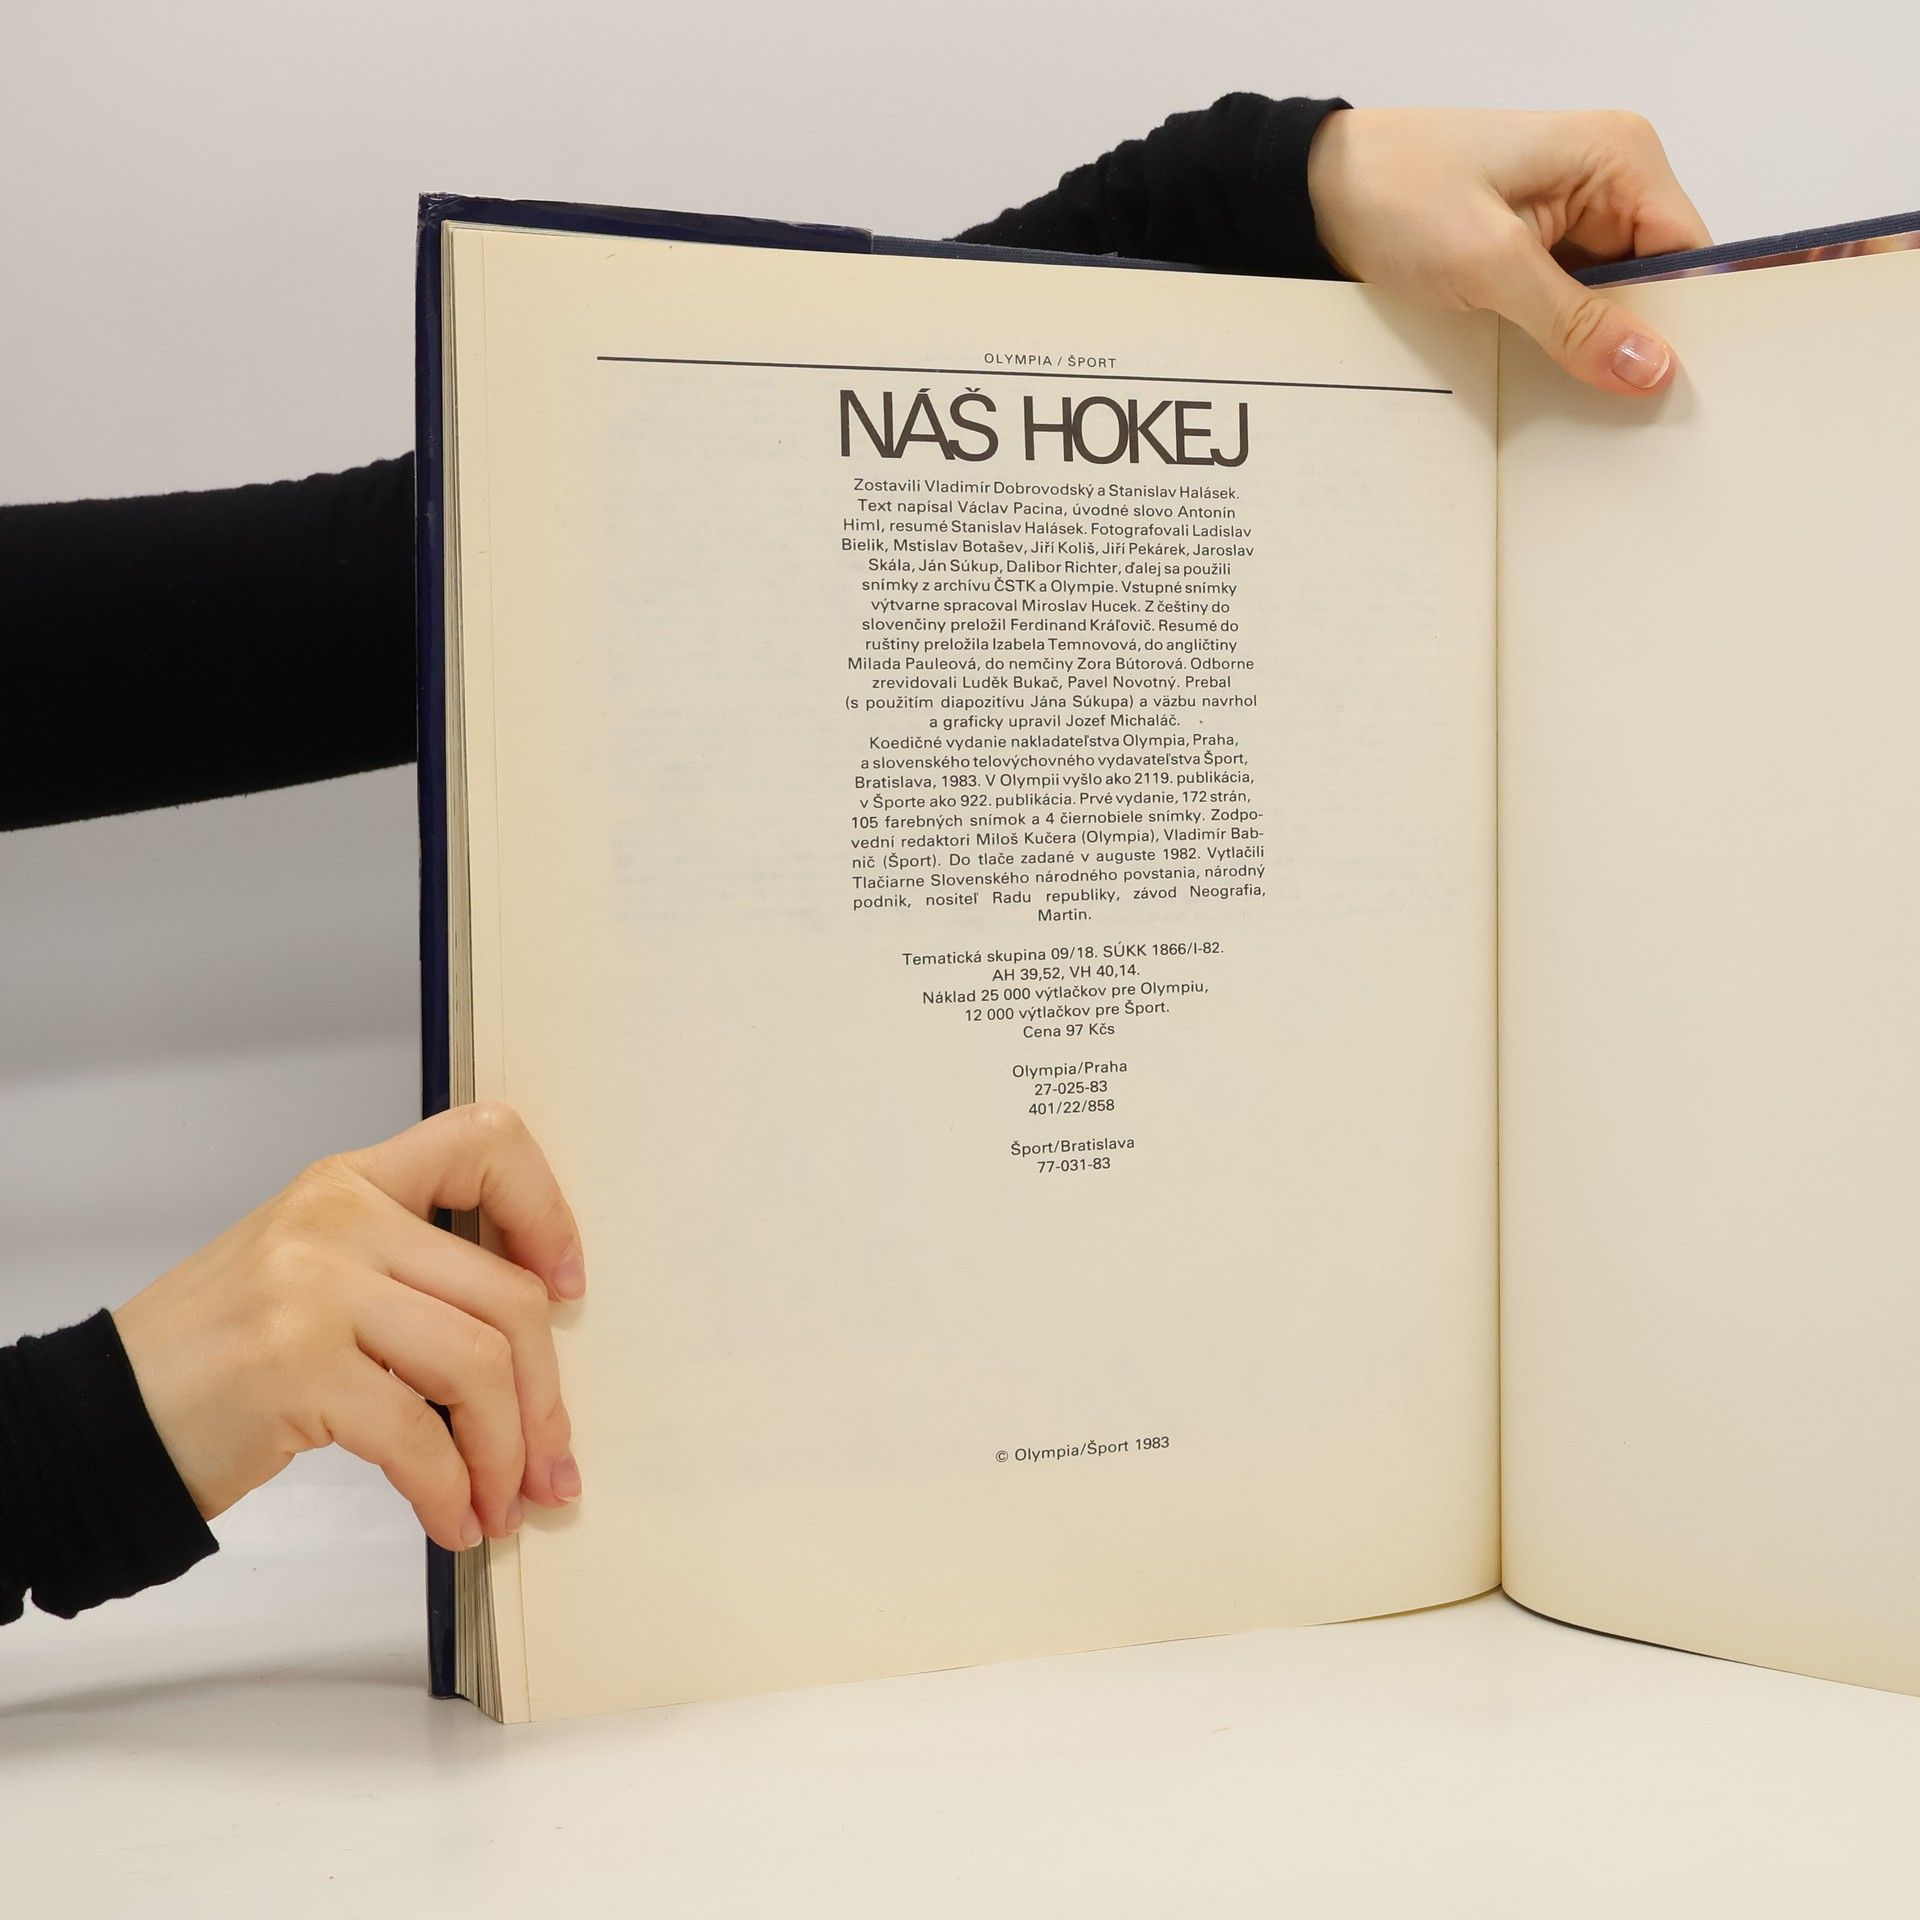 OLYMPIA / ŠPORT
NÁŠ HOKEJ
Zostavili Vladimír Dobrovodský a Stanislav Halásek.
Text napísal Václav Pacina, úvodné slovo Antonín
Himl, resumé Stanislav Halásek. Fotografovali Ladislav
Bielik, Mstislav Botašev, Jiří Koliš, Jiří Pekárek, Jaroslav
Skála, Ján Súkup, Dalibor Richter, ďalej sa použili
snímky z archívu ČSTK a Olympie. Vstupné snímky
výtvarne spracoval Miroslav Hucek. Z češtiny do
slovenčiny preložil Ferdinand Kráľovič. Resumé do
ruštiny preložila Izabela Temnovová, do angličtiny
Milada Pauleová, do nemčiny Zora Bútorová. Odborne
zrevidovali Luděk Bukač, Pavel Novotný. Prebal
(s použitím diapozitívu Jána Súkupa) a väzbu navrhol
a graficky upravil Jozef Michaláč.
Koedičné vydanie nakladateľstva Olympia, Praha,
a slovenského telovýchovného vydavateľstva Šport,
Bratislava, 1983. V Olympii vyšlo ako 2119. publikácia,
v Športe ako 922. publikácia. Prvé vydanie, 172 strán,
105 farebných snímok a 4 čiernobiele snímky. Zodpo-
vední redaktori Miloš Kučera (Olympia), Vladimír Bab-
nič (Šport). Do tlače zadané v auguste 1982. Vytlačili
Tlačiarne Slovenského národného povstania, národný
podnik, nositeľ Radu republiky, závod Neografia,
Martin.
Tematická skupina 09/18. SÚKK 1866/I-82.
AH 39,52, VH 40,14.
Náklad 25 000 výtlačkov pre Olympiu,
12 000 výtlačkov pre Šport.
Cena 97 Kčs
Olympia/Praha
27-025-83
401/22/858
Šport/Bratislava
77-031-83
© Olympia/Šport 1983